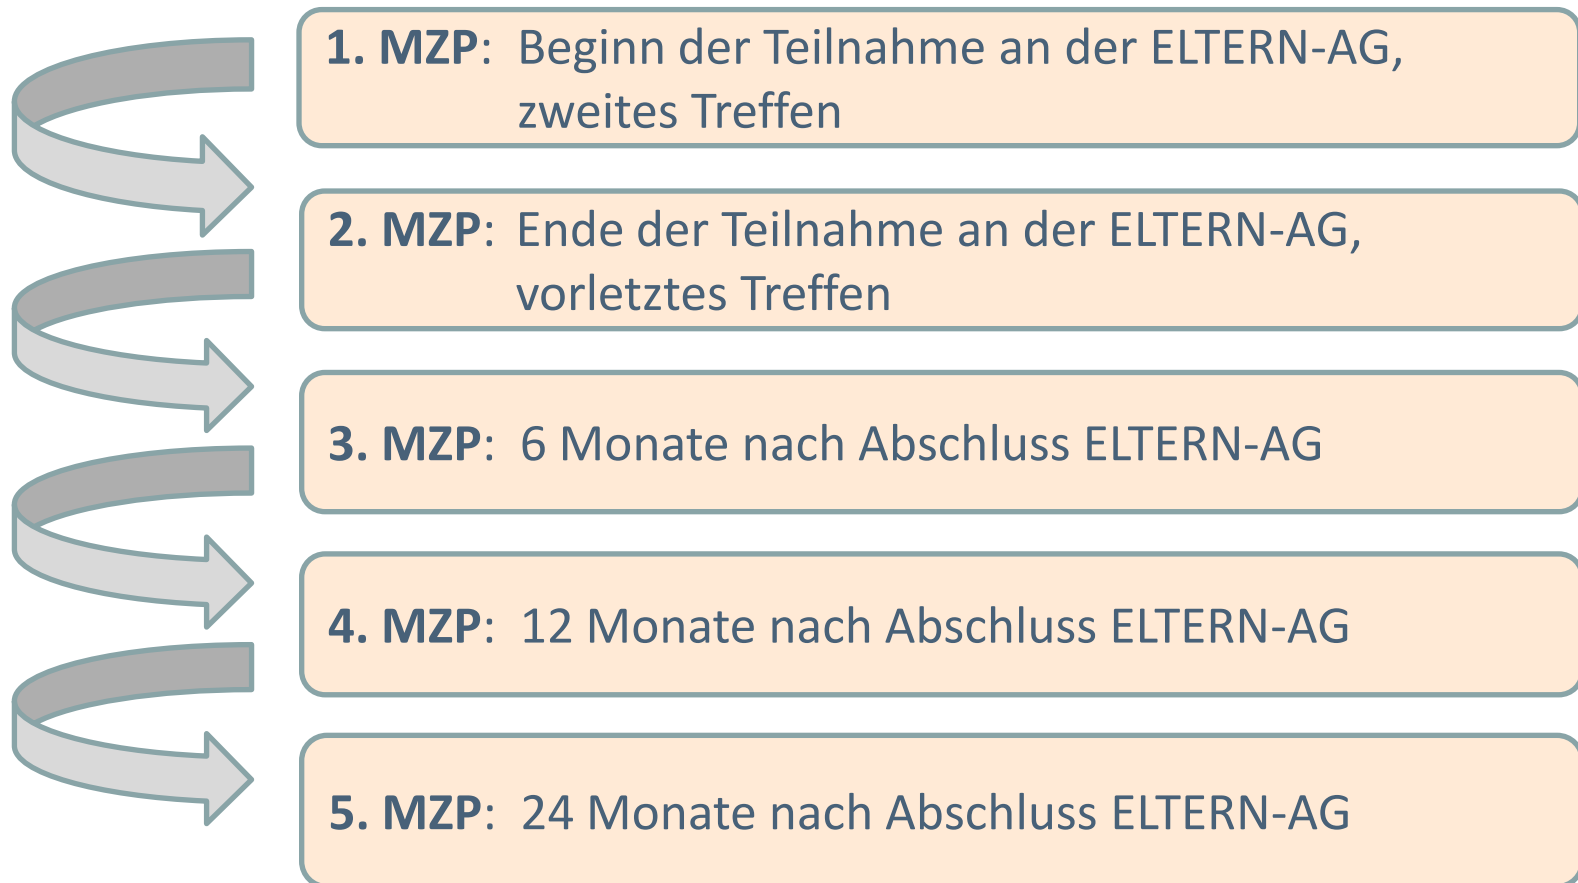 1. MZP: Beginn der Teilnahme an der ELTERN-AG,
zweites Treffen
2. MZP: Ende der Teilnahme an der ELTERN-AG,
vorletztes Treffen
3. MZP: 6 Monate nach Abschluss ELTERN-AG
4. MZP: 12 Monate nach Abschluss ELTERN-AG
5. MZP: 24 Monate nach Abschluss ELTERN-AG